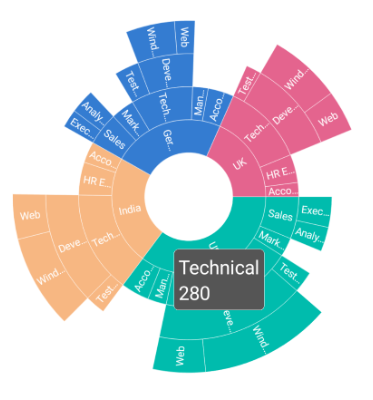 Wind...
Web
Deve...
Test...
Tech...
Man...
Acco...
Mark...
Analy...
Exec...
Sales
Ger...
Test...
Wind...
Deve...
Web
Tech...
UK
HR E...
Acco...
Acco...
HR E...
India
Tech...
Web
Deve...
Wind...
Test...
Sales
Exec...
Analy...
Mark...
Test...
Technical
280
Acco...
Man...
Wind...
Web